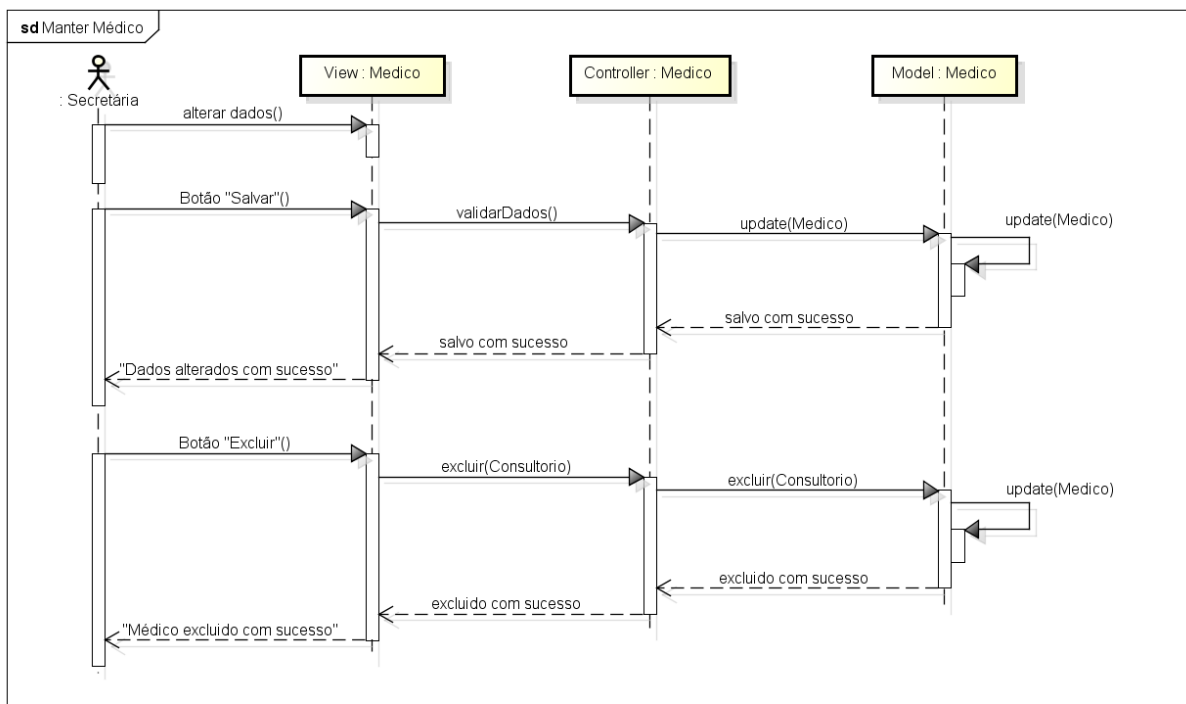 sd Manter Médico
: Secretária
View : Medico
Controller : Medico
Model : Medico
alterar dados()
Botão "Salvar"()
validarDados()
update(Medico)
update(Medico)
salvo com sucesso
salvo com sucesso
"Dados alterados com sucesso"
Botão "Excluir"()
excluir(Consultorio)
excluir(Consultorio)
update(Medico)
excluido com sucesso
excluido com sucesso
"Médico excluido com sucesso"